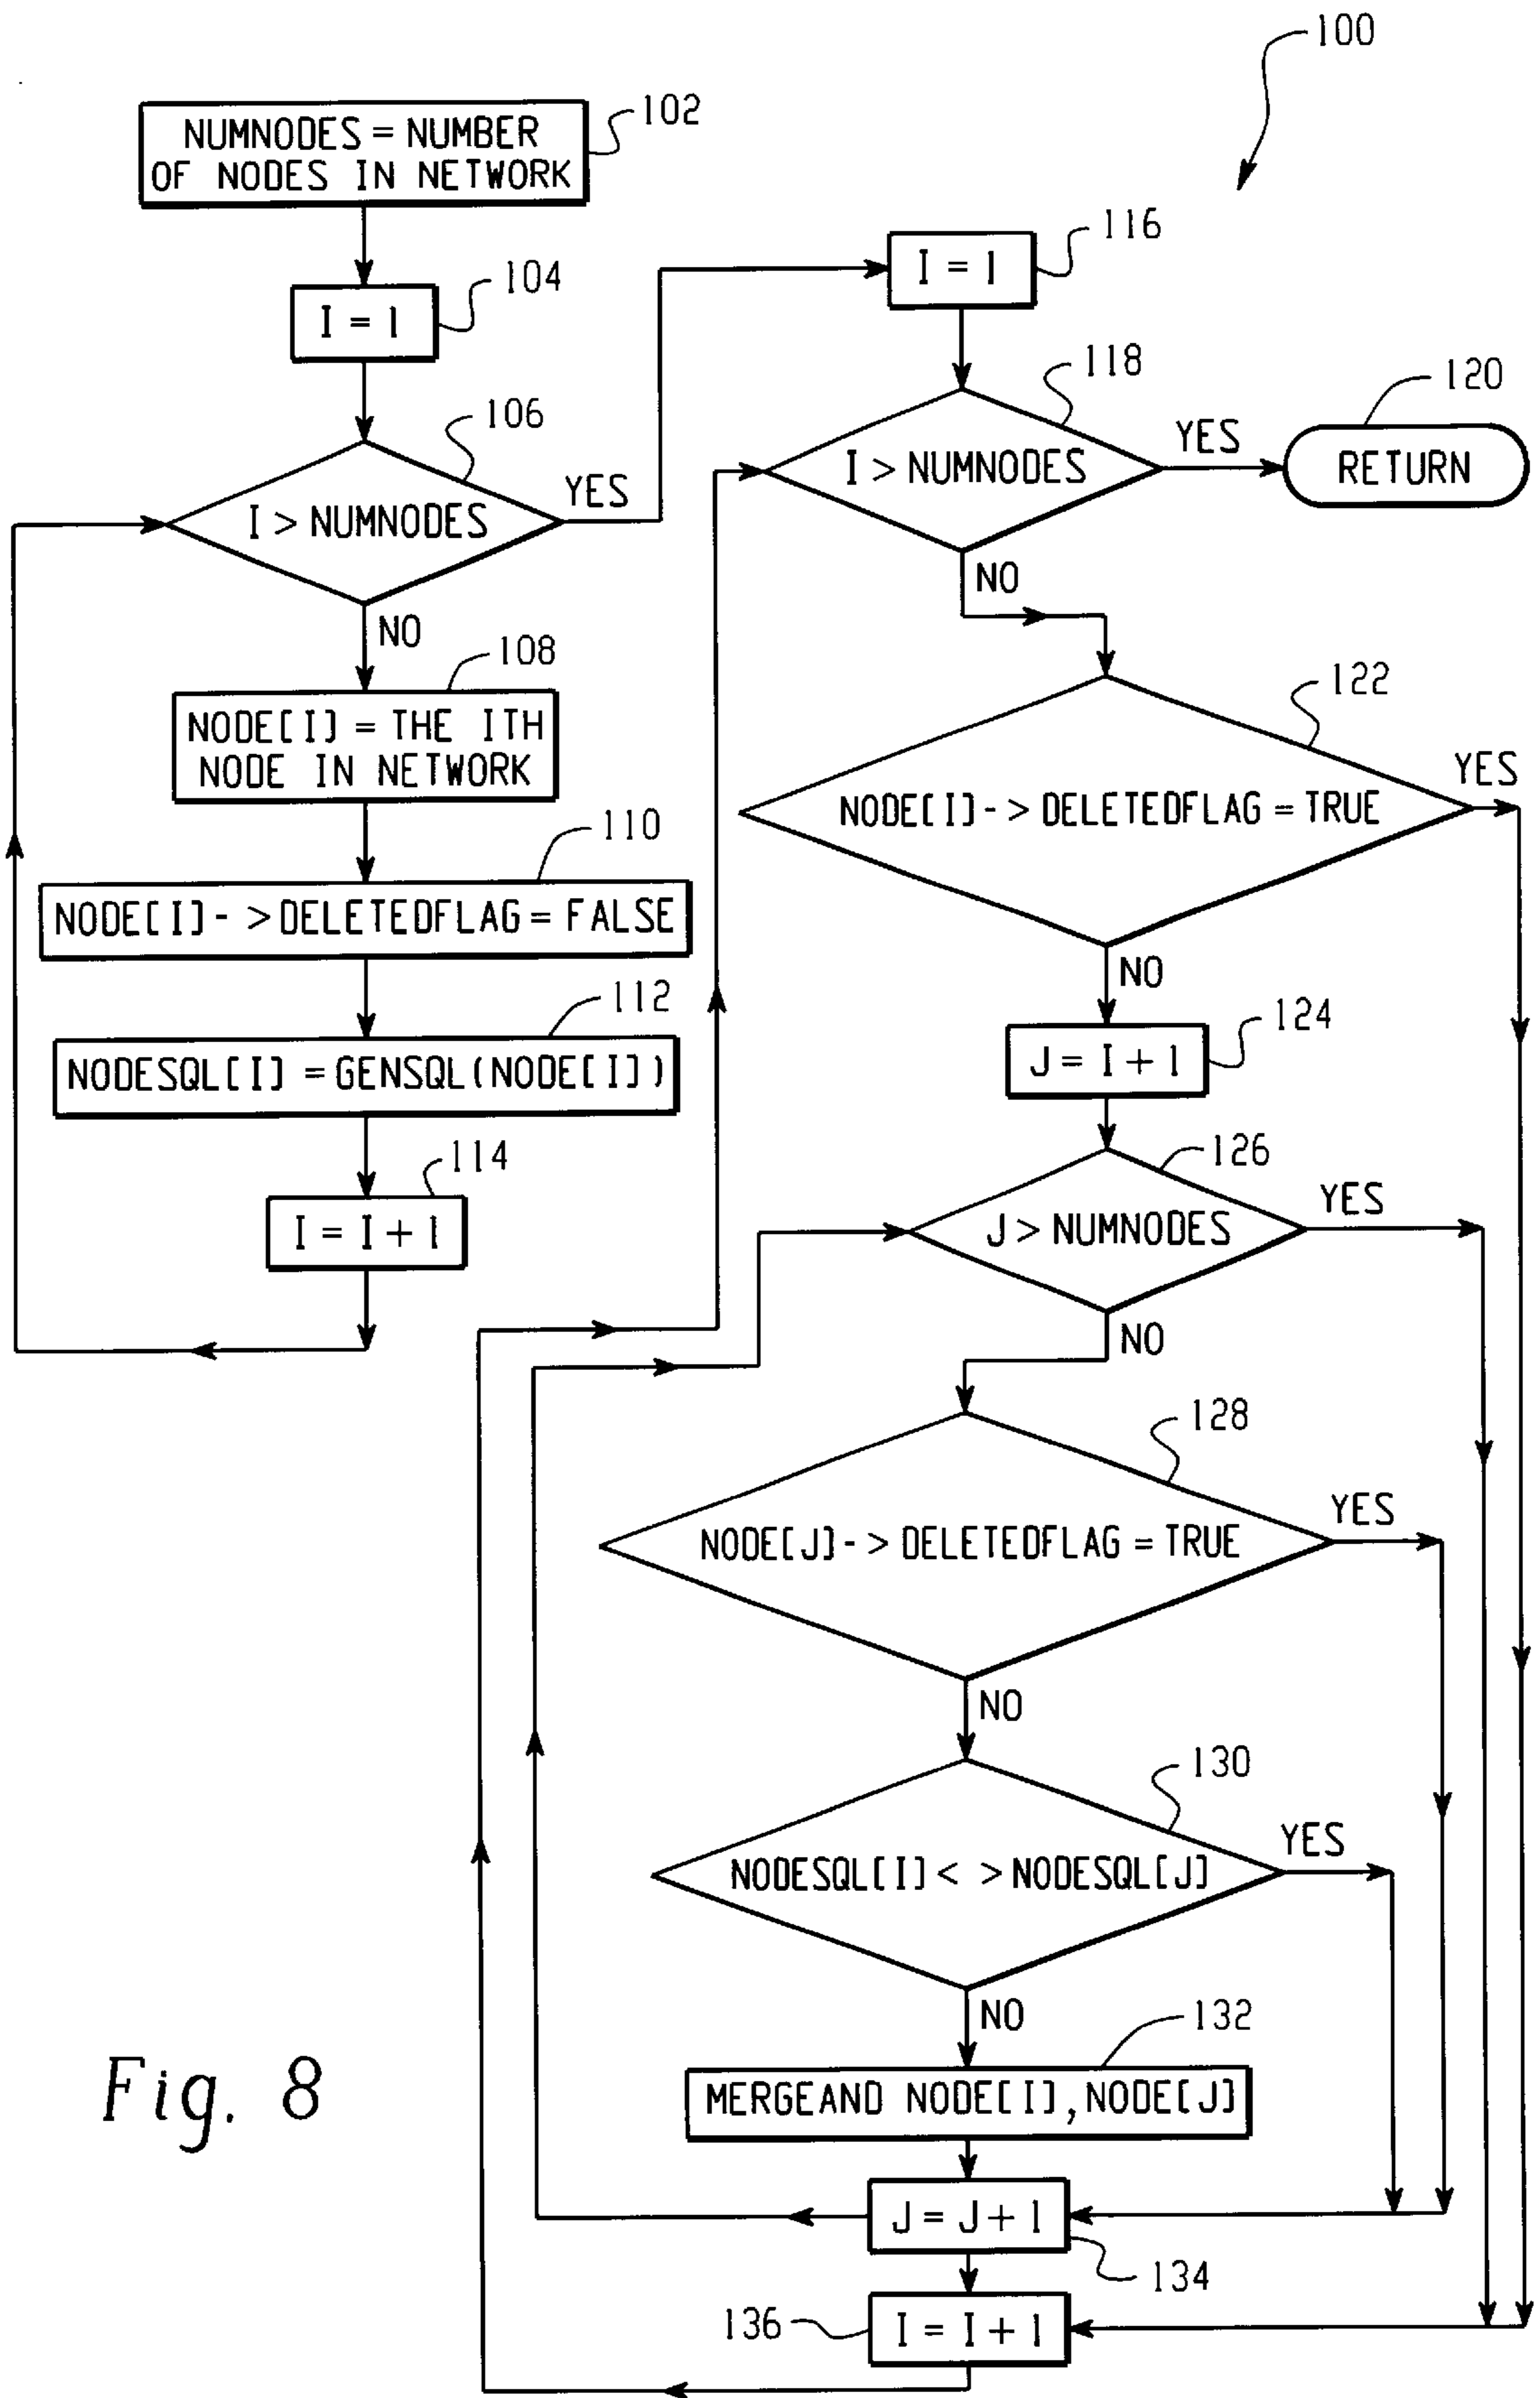 100
102
NUMNODES = NUMBER
OF NODES IN NETWORK
104
I = 1
106
I > NUMNODES
YES
NO
108
NODE[I] = THE ITH
NODE IN NETWORK
110
NODE[I]- >DELETEDFLAG = FALSE
112
NODESQL[I] = GENSQL(NODE[I])
114
I = I + 1
116
I = 1
118
I > NUMNODES
YES
120
RETURN
NO
122
NODE[I]- > DELETEDFLAG = TRUE
YES
NO
124
J = I + 1
126
J > NUMNODES
YES
NO
128
NODE[J]- > DELETEDFLAG = TRUE
YES
NO
130
NODESQL[I]< >NODESQL[J]
YES
NO
132
MERGEAND NODE[I],NODE[J]
J = J + 1
134
136
I = I + 1
Fig. 8